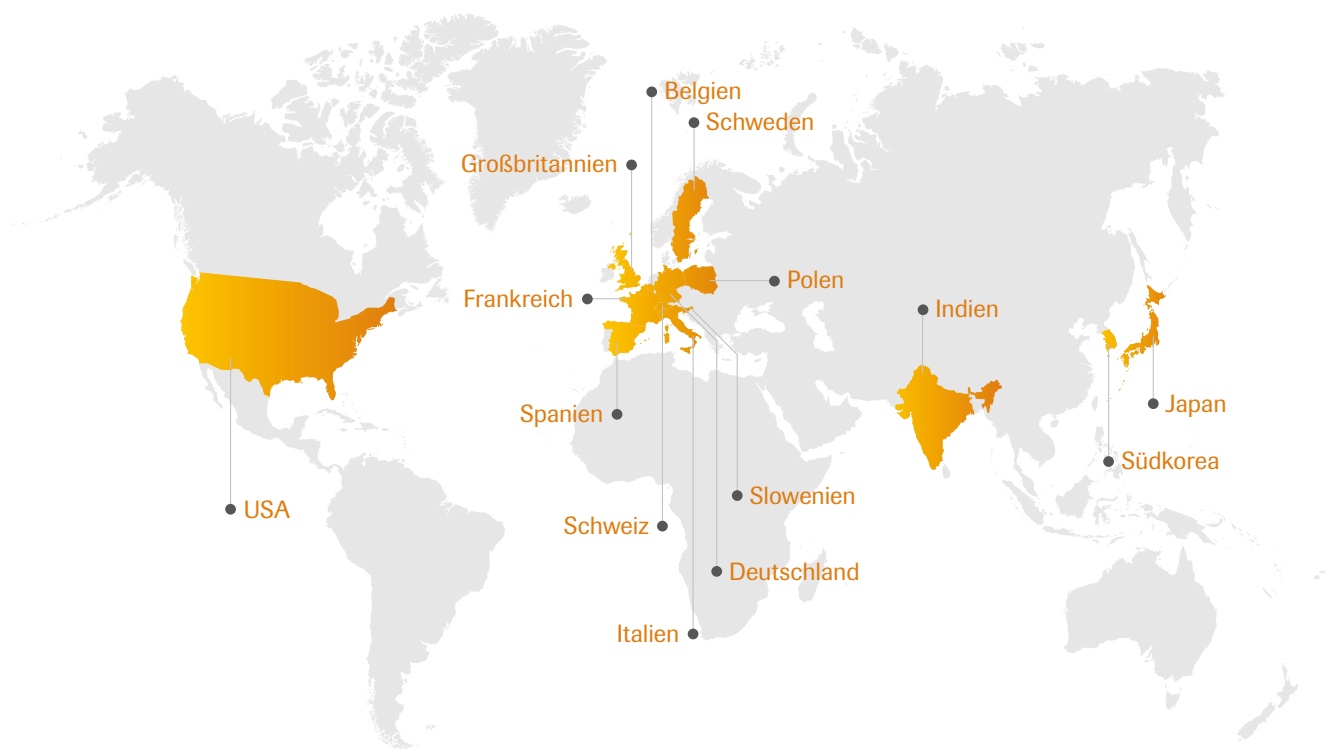 Belgien
Schweden
Großbritannien
Polen
Frankreich
Indien
Japan
Spanien
Südkorea
Slowenien
USA
Schweiz
Deutschland
Italien